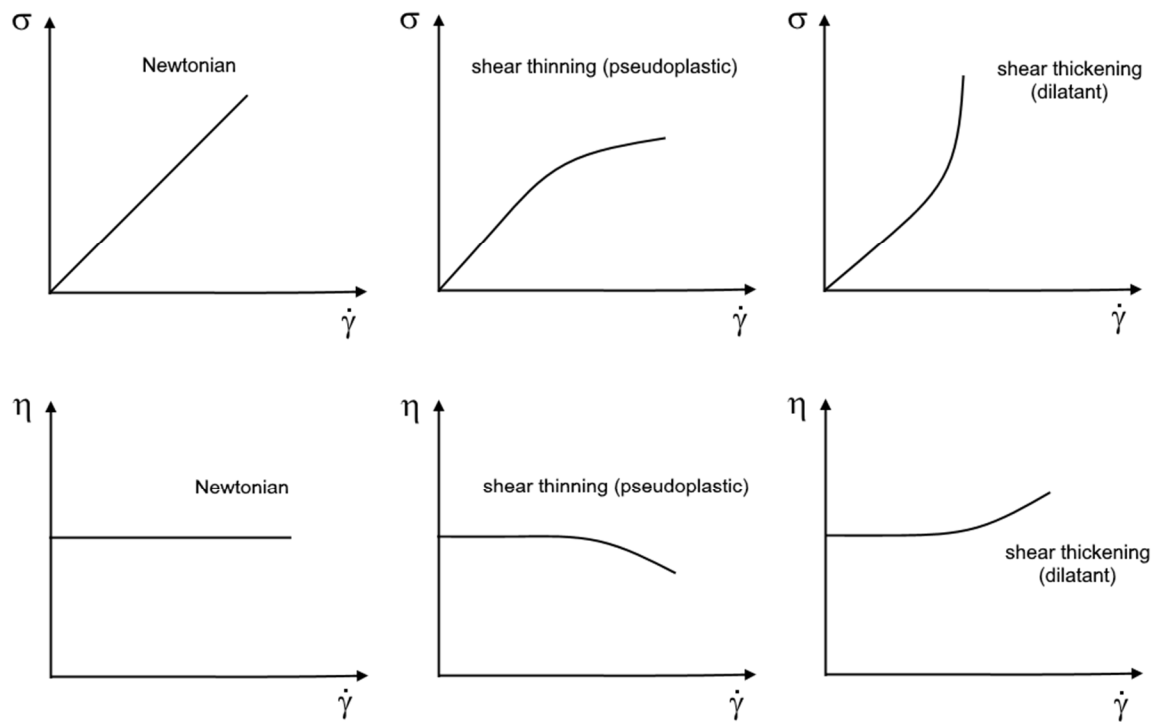 σ
Newtonian
γ̇
σ
shear thinning (pseudoplastic)
γ̇
σ
shear thickening
(dilatant)
γ̇
η
Newtonian
γ̇
η
shear thinning (pseudoplastic)
γ̇
η
shear thickening
(dilatant)
γ̇